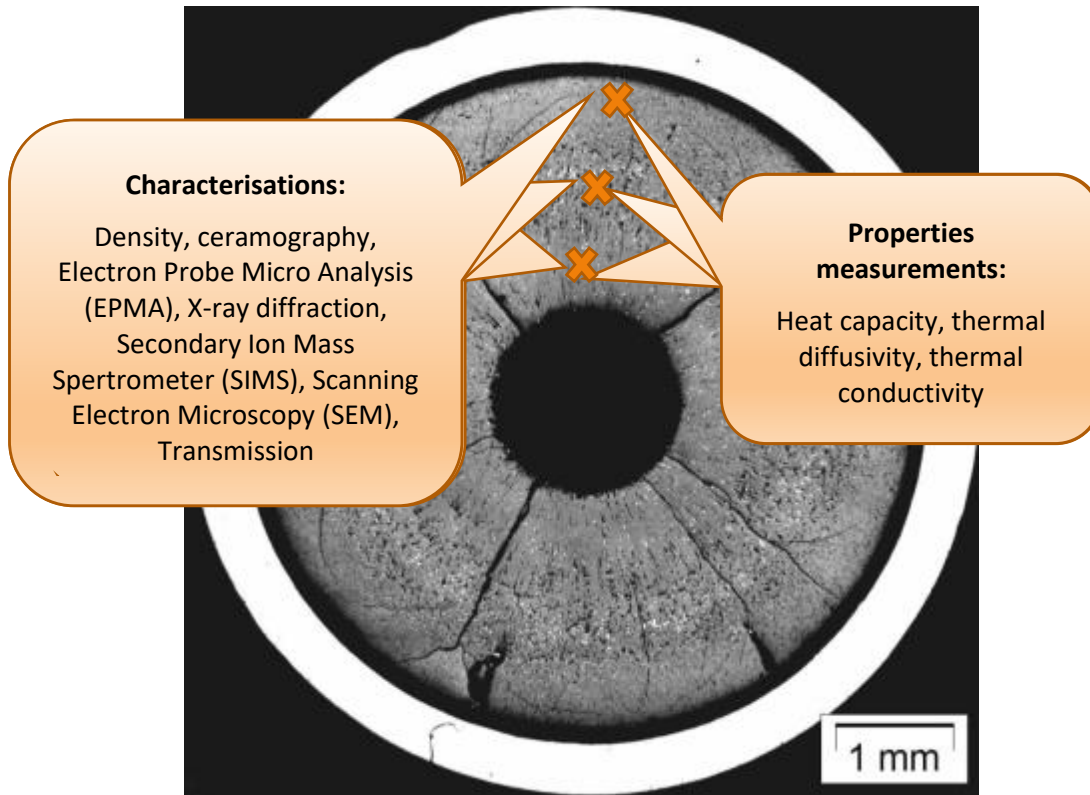 Characterisations:
Density, ceramography,
Electron Probe Micro Analysis
(EPMA), X-ray diffraction,
Secondary Ion Mass
Spertrometer (SIMS), Scanning
Electron Microscopy (SEM),
Transmission
Properties
measurements:
Heat capacity, thermal
diffusivity, thermal
conductivity
1 mm